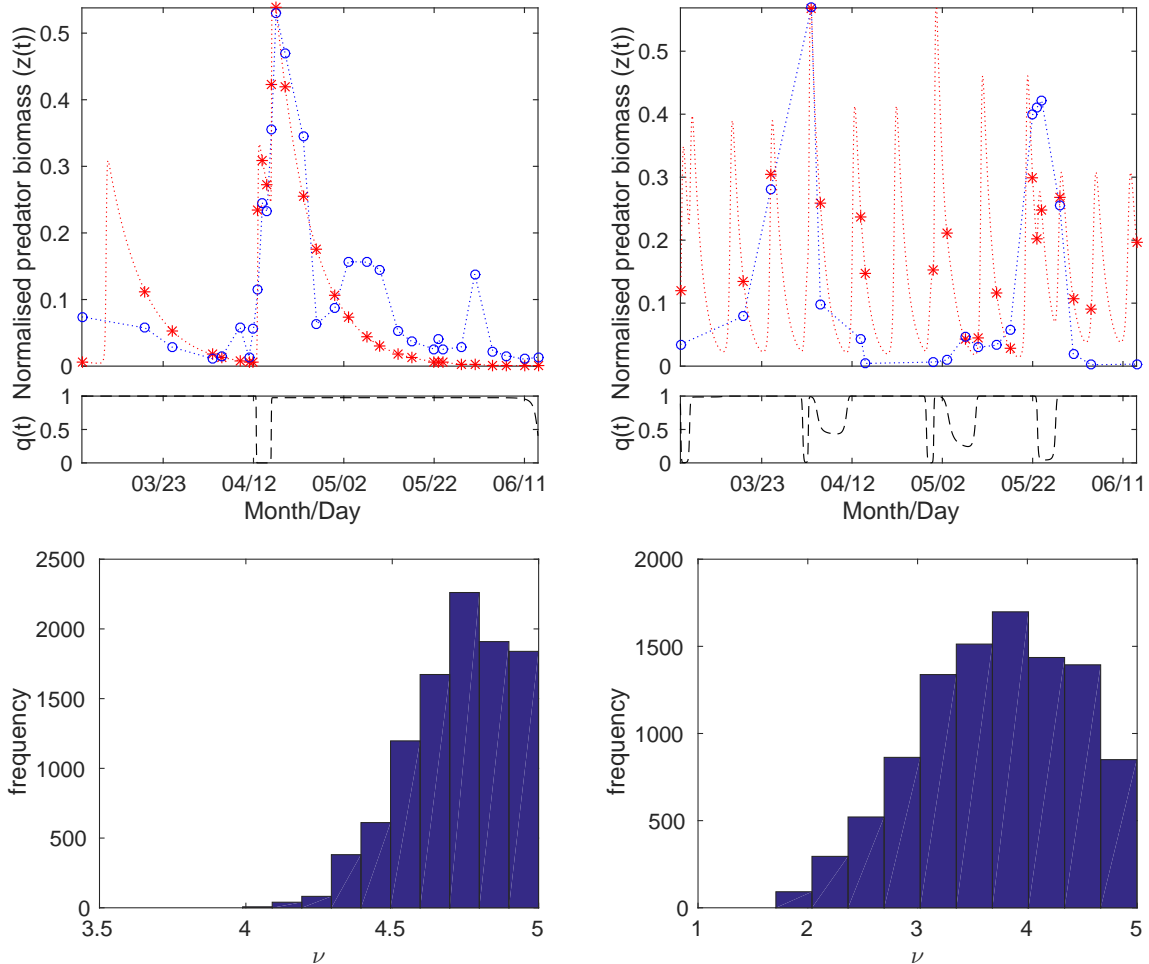 Normalised predator biomass (z(t))
0.5
0.4
0.3
0.2
0.1
0
q(t)
1
0.5
0
03/23 04/12 05/02 05/22 06/11
Month/Day
Normalised predator biomass (z(t))
0.5
0.4
0.3
0.2
0.1
0
q(t)
1
0.5
0
03/23 04/12 05/02 05/22 06/11
Month/Day
frequency
2500
2000
1500
1000
500
0
3.5 4 4.5 5
ν
frequency
2000
1500
1000
500
0
1 2 3 4 5
ν